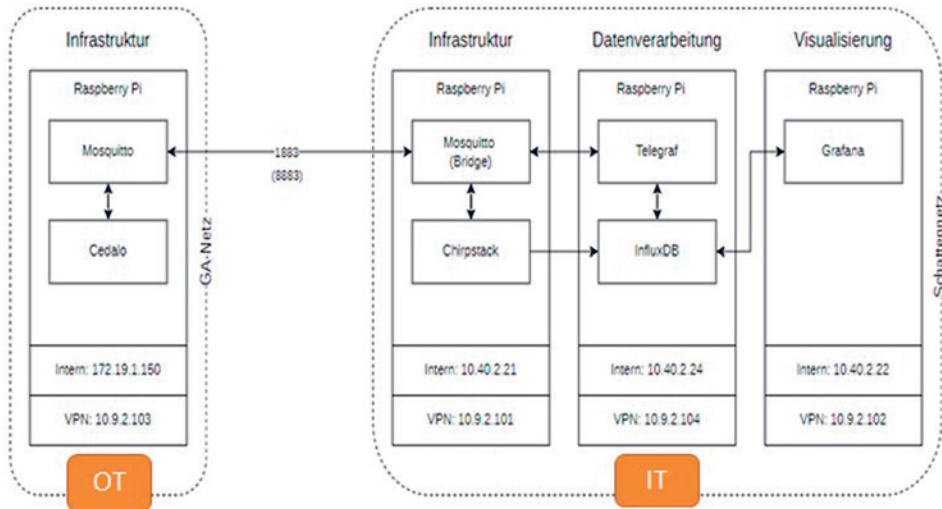 Infrastruktur
Raspberry Pi
Mosquitto
Cedalo
Intern: 172.19.1.150
VPN: 10.9.2.103
GA-Netz
OT
1883
(8883)
Infrastruktur
Raspberry Pi
Mosquitto
(Bridge)
Chirpstack
Intern: 10.40.2.21
VPN: 10.9.2.101
Datenverarbeitung
Raspberry Pi
Telegraf
InfluxDB
Intern: 10.40.2.24
VPN: 10.9.2.104
Visualisierung
Raspberry Pi
Grafana
Intern: 10.40.2.22
VPN: 10.9.2.102
Schattennetz
IT